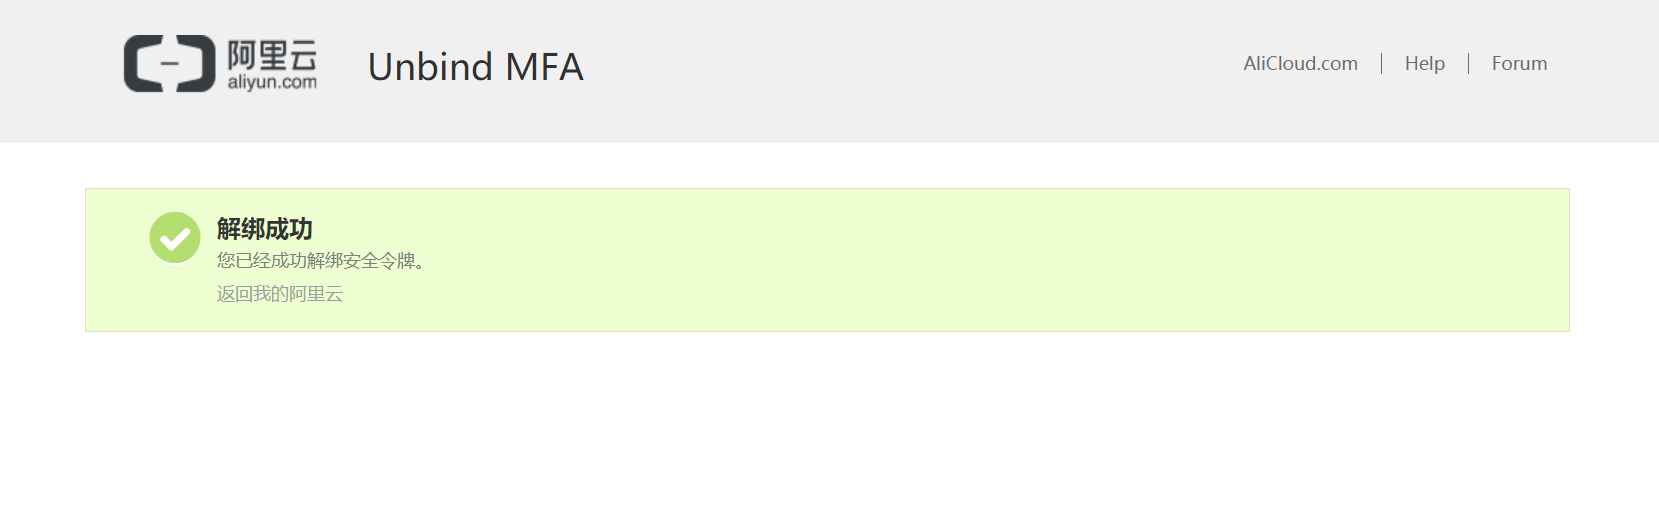 阿里云
aliyun.com
Unbind MFA
AliCloud.com | Help | Forum
解绑成功
您已经成功解绑安全令牌。
返回我的阿里云